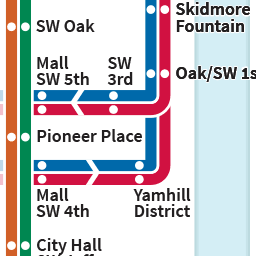 Skidmore
Fountain
SW Oak
Mall
SW 5th
SW
3rd
Oak/SW 1s
Pioneer Place
Mall
SW 4th
Yamhill
District
City Hall